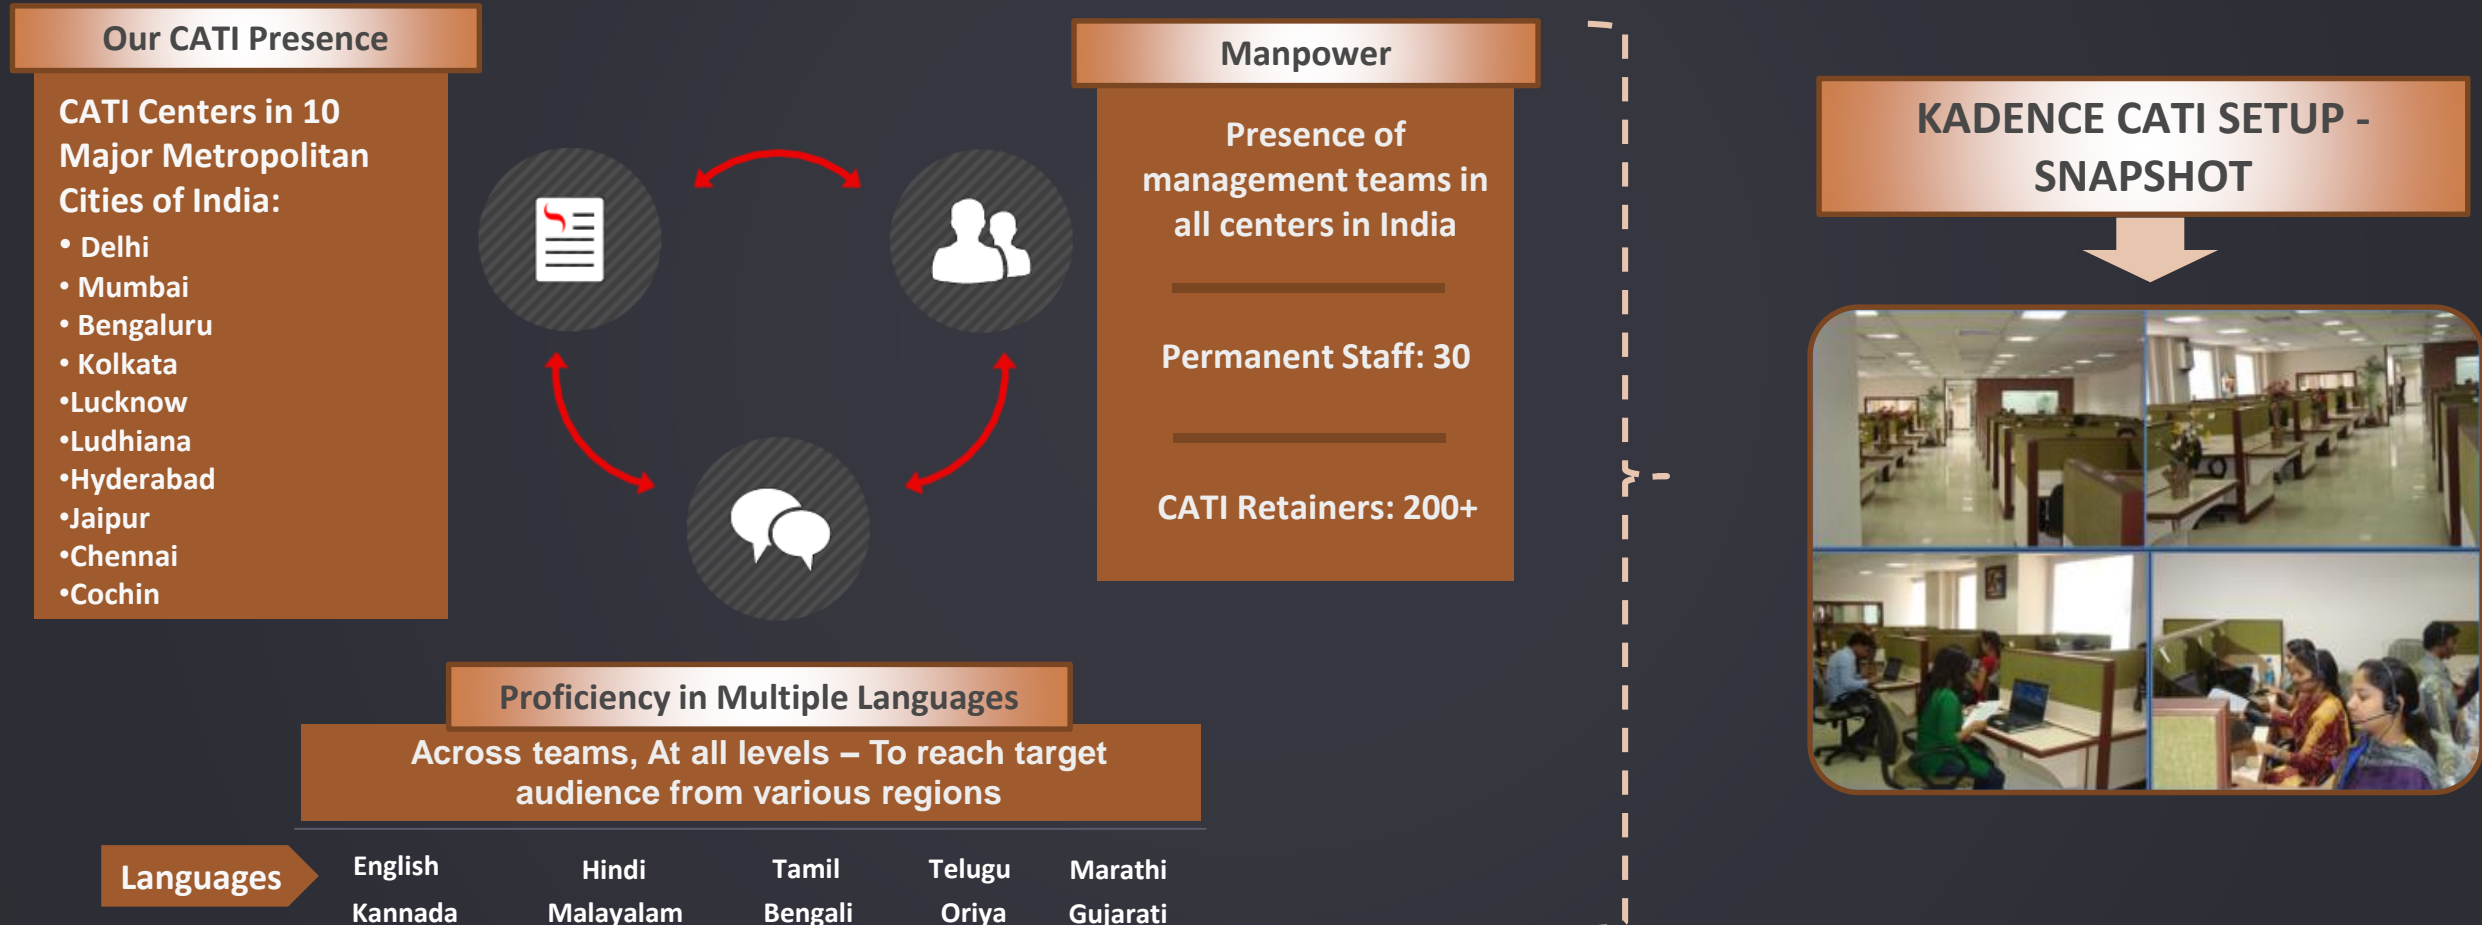 Our CATI Presence
CATI Centers in 10
Major Metropolitan
Cities of India:
• Delhi
• Mumbai
• Bengaluru
• Kolkata
•Lucknow
•Ludhiana
•Hyderabad
•Jaipur
•Chennai
•Cochin
Manpower
Presence of
management teams in
all centers in India
Permanent Staff: 30
CATI Retainers: 200+
Proficiency in Multiple Languages
Across teams, At all levels – To reach target
audience from various regions
Languages
English Hindi Tamil Telugu Marathi
Kannada Malayalam Bengali Oriya Gujarati
KADENCE CATI SETUP -
SNAPSHOT